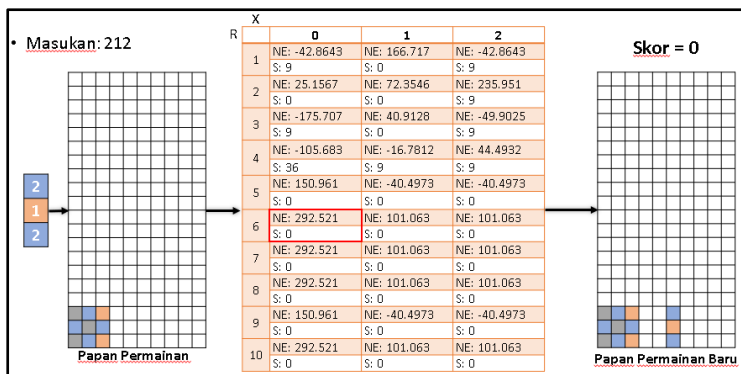 • Masukan: 212
2
1
2
Papan Permainan
X
R
0 1 2
1 NE: -42.8643 NE: 166.717 NE: -42.8643
S: 9 S: 0 S: 9
2 NE: 25.1567 NE: 72.3546 NE: 235.951
S: 0 S: 0 S: 9
3 NE: -175.707 NE: 40.9128 NE: -49.9025
S: 9 S: 0 S: 9
4 NE: -105.683 NE: -16.7812 NE: 44.4932
S: 36 S: 9 S: 9
5 NE: 150.961 NE: -40.4973 NE: -40.4973
S: 0 S: 0 S: 0
6 NE: 292.521 NE: 101.063 NE: 101.063
S: 0 S: 0 S: 0
7 NE: 292.521 NE: 101.063 NE: 101.063
S: 0 S: 0 S: 0
8 NE: 292.521 NE: 101.063 NE: 101.063
S: 0 S: 0 S: 0
9 NE: 150.961 NE: -40.4973 NE: -40.4973
S: 0 S: 0 S: 0
10 NE: 292.521 NE: 101.063 NE: 101.063
S: 0 S: 0 S: 0
Skor = 0
Papan Permainan Baru